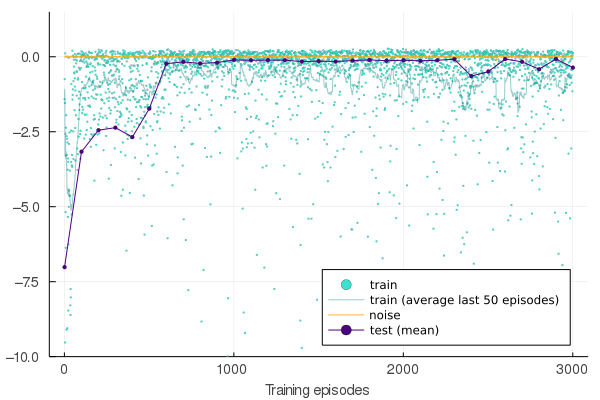 0.0
−2.5
−5.0
−7.5
−10.0
train
train (average last 50 episodes)
noise
test (mean)
0 1000 2000 3000
Training episodes